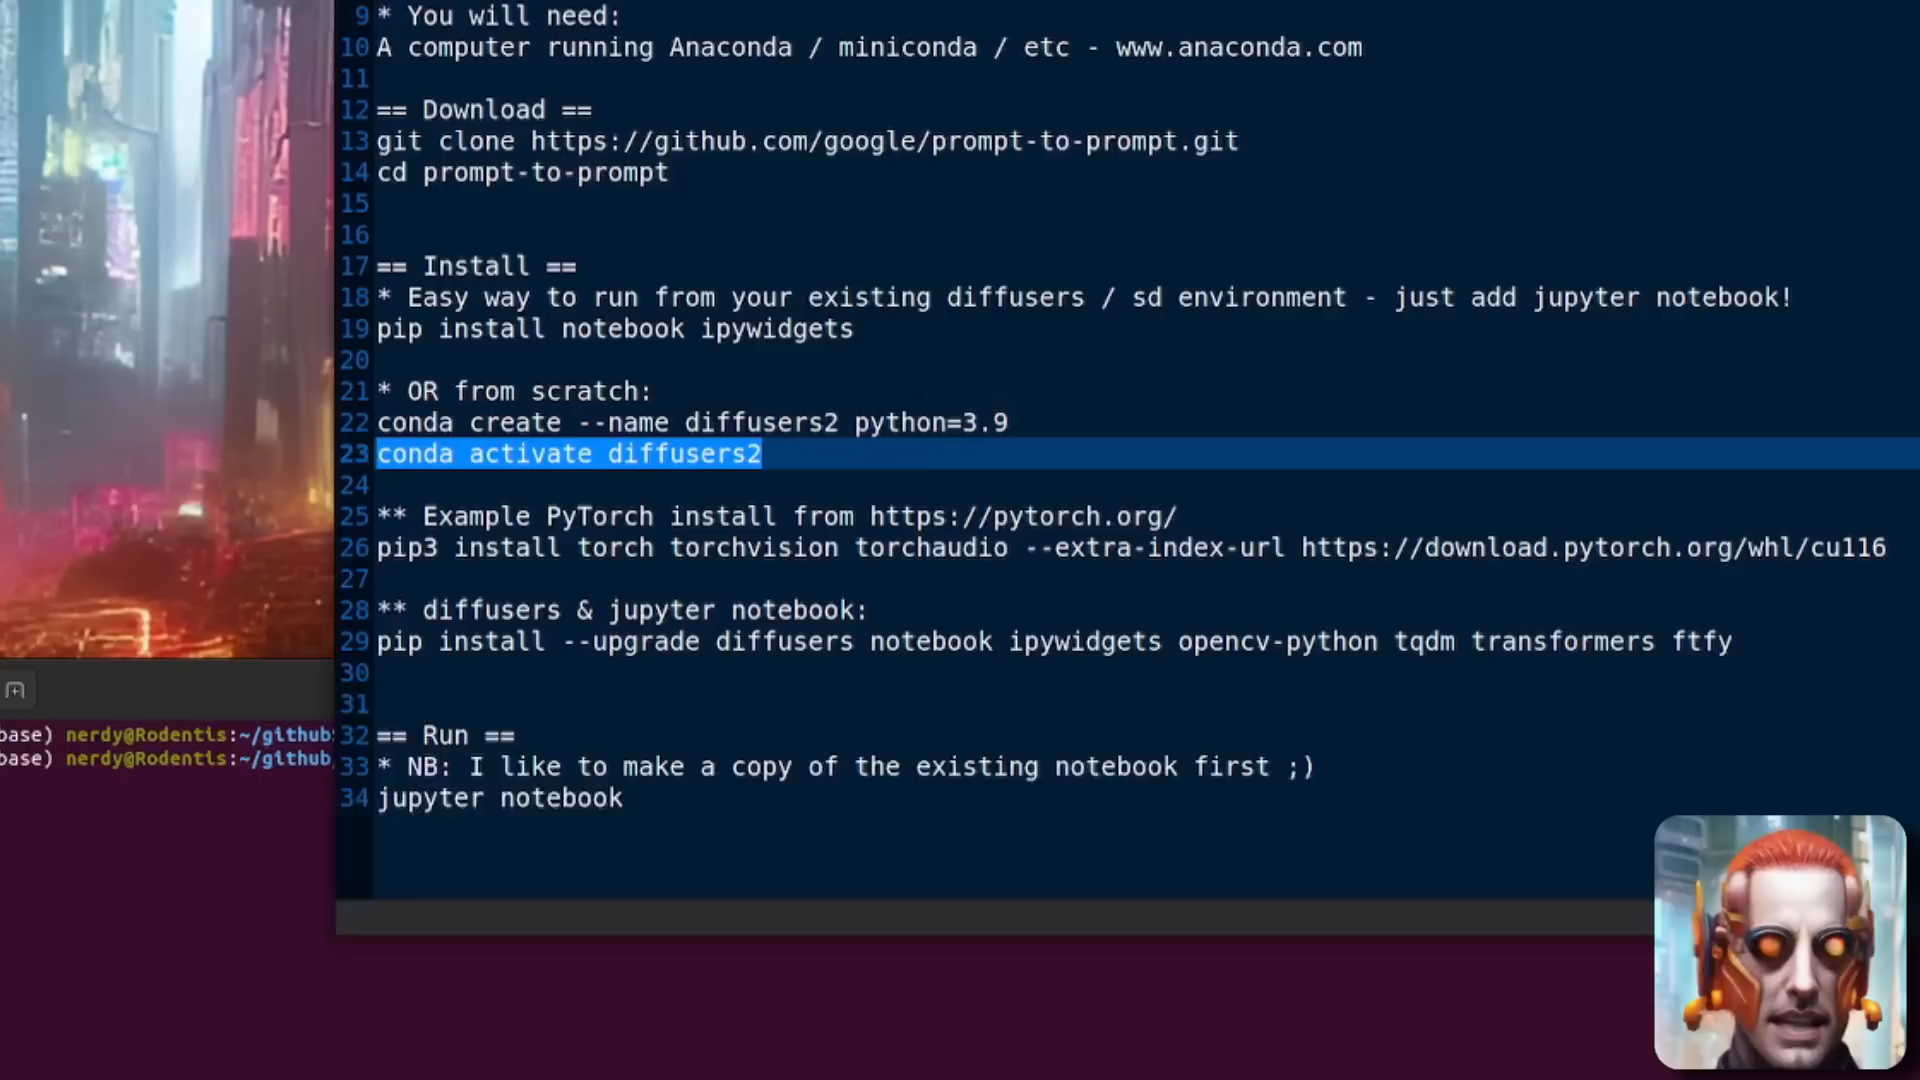 9 * You will need:
10 A computer running Anaconda / miniconda / etc - www.anaconda.com
11
12 == Download ==
13 git clone https://github.com/google/prompt-to-prompt.git
14 cd prompt-to-prompt
15
16
17 == Install ==
18 * Easy way to run from your existing diffusers / sd environment - just add jupyter notebook!
19 pip install notebook ipywidgets
20
21 * OR from scratch:
22 conda create --name diffusers2 python=3.9
23 conda activate diffusers2
24
25 ** Example PyTorch install from https://pytorch.org/
26 pip3 install torch torchvision torchaudio --extra-index-url https://download.pytorch.org/whl/cu116
27
28 ** diffusers & jupyter notebook:
29 pip install --upgrade diffusers notebook ipywidgets opencv-python tqdm transformers ftfy
30
31
32 == Run ==
33 * NB: I like to make a copy of the existing notebook first ;)
34 jupyter notebook
base) nerdy@Rodentis:~/github
base) nerdy@Rodentis:~/github